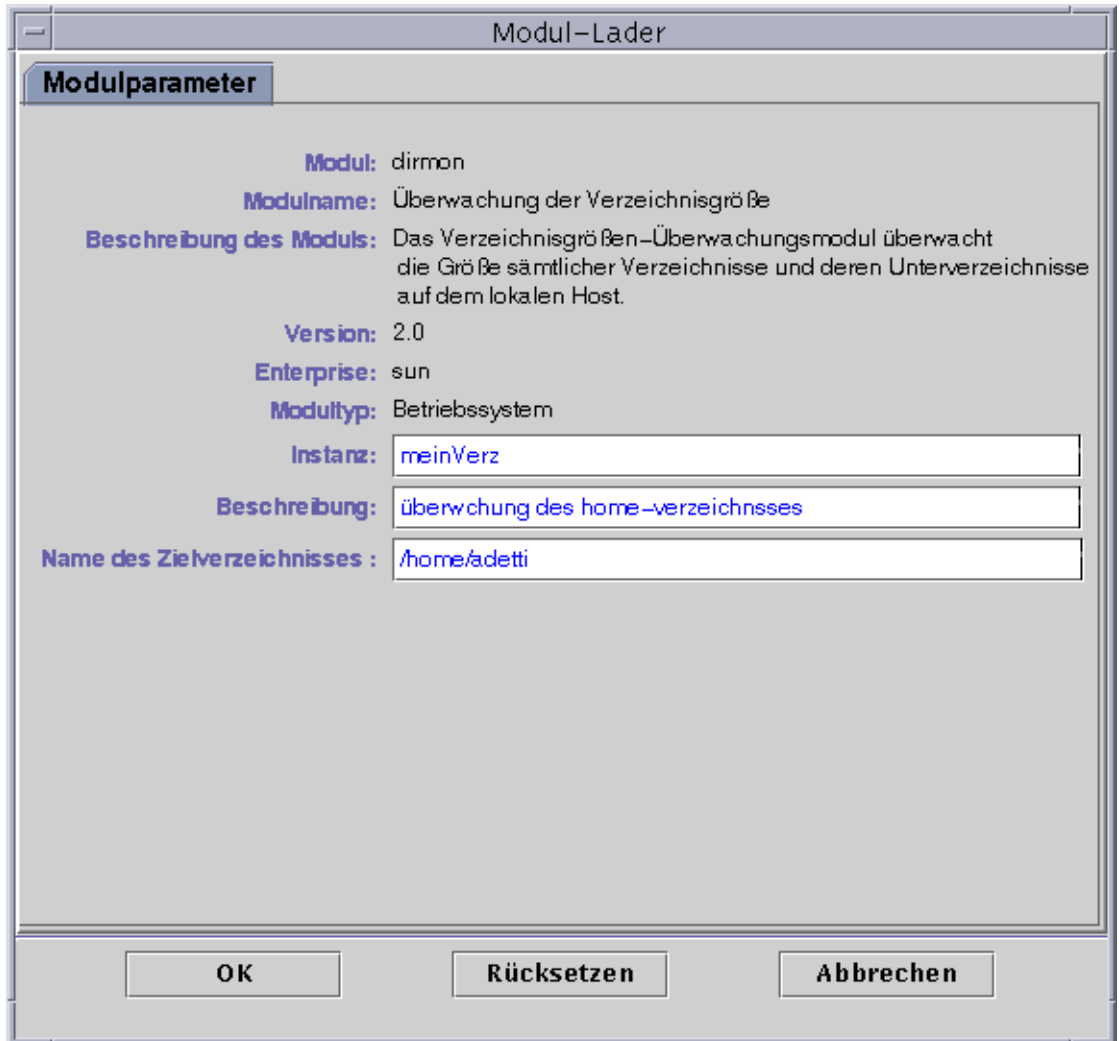 Modul–Lader
Modulparameter
Modul: dirmon
Modulname: Überwachung der Verzeichnisgröße
Beschreibung des Moduls: Das Verzeichnisgrößen–Überwachungsmodul überwacht
die Größe sämtlicher Verzeichnisse und deren Unterverzeichnisse
auf dem lokalen Host.
Version: 2.0
Enterprise: sun
Modultyp: Betriebssystem
Instanz: meinVerz
Beschreibung: überwchung des home–verzeichnsses
Name des Zielverzeichnisses : /home/adetti
OK Rücksetzen Abbrechen